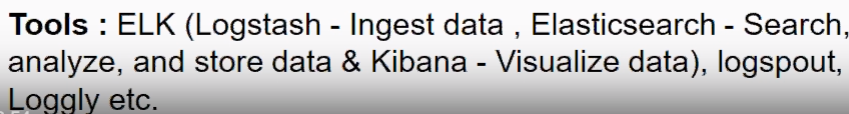 Tools : ELK (Logstash - Ingest data , Elasticsearch - Search,
analyze, and store data & Kibana - Visualize data), logspout,
Loggly etc.